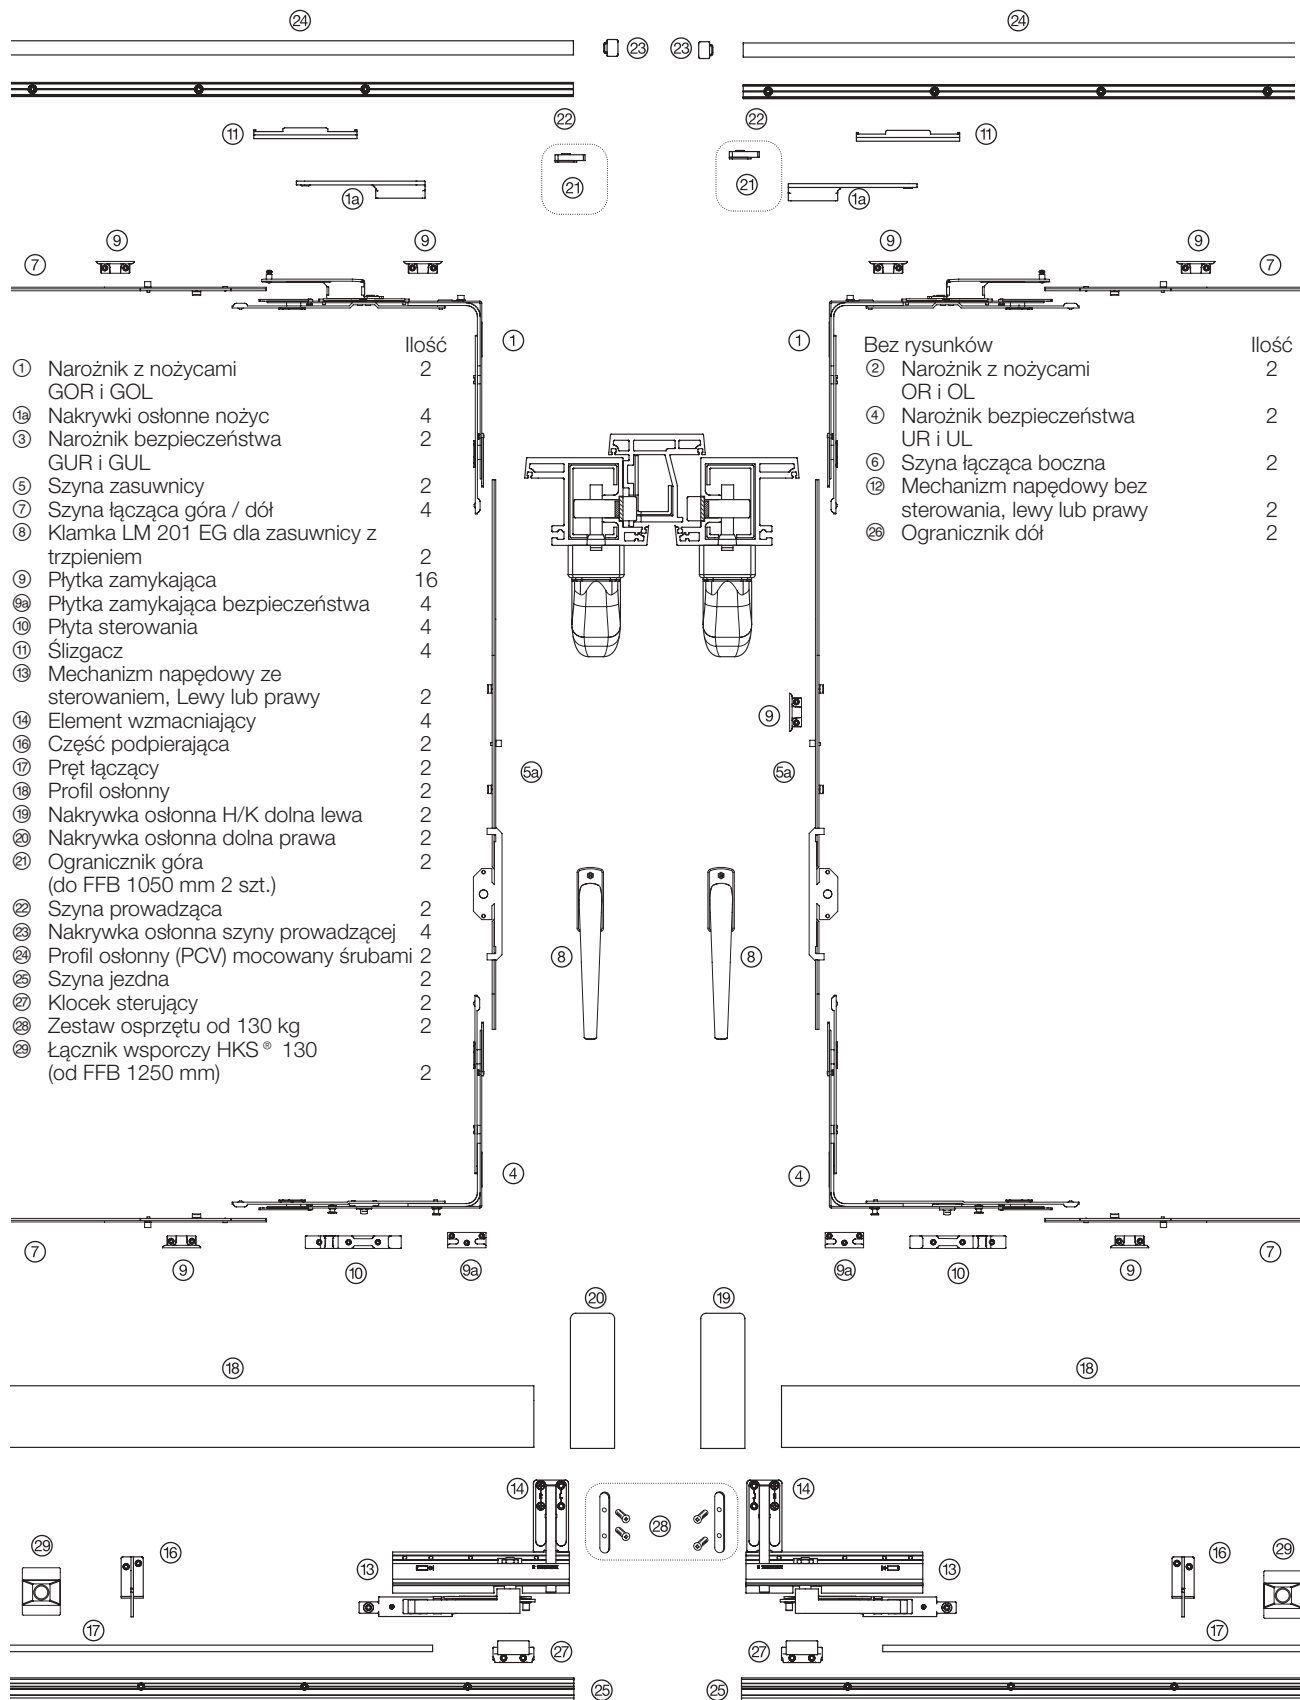 24
24
23
23
22
22
11
11
21
21
1a
1a
9
9
9
9
7
7
1
1
Ilość
① Narożnik z nożycami 2
GOR i GOL
1a Nakrywki osłonne nożyc 4
③ Narożnik bezpieczeństwa 2
GUR i GUL
⑤ Szyna zasuwnicy 2
⑦ Szyna łącząca góra / dół 4
⑧ Klamka LM 201 EG dla zasuwnicy z
trzpieniem 2
⑨ Płytka zamykająca 16
9a Płytka zamykająca bezpieczeństwa 4
⑩ Płyta sterowania 4
⑪ Ślizgacz 4
⑬ Mechanizm napędowy ze
sterowaniem, Lewy lub prawy 2
⑭ Element wzmacniający 4
⑯ Część podpierająca 2
⑰ Pręt łączący 2
⑱ Profil osłonny 2
⑲ Nakrywka osłonna H/K dolna lewa 2
⑳ Nakrywka osłonna dolna prawa 2
㉑ Ogranicznik góra 2
(do FFB 1050 mm 2 szt.)
㉒ Szyna prowadząca 2
㉓ Nakrywka osłonna szyny prowadzącej 4
㉔ Profil osłonny (PCV) mocowany śrubami 2
㉕ Szyna jezdna 2
㉗ Klocek sterujący 2
㉘ Zestaw osprzętu od 130 kg 2
㉙ Łącznik wsporczy HKS® 130
(od FFB 1250 mm) 2
Bez rysunków Ilość
② Narożnik z nożycami 2
OR i OL
④ Narożnik bezpieczeństwa 2
UR i UL
⑥ Szyna łącząca boczna 2
⑫ Mechanizm napędowy bez
sterowania, lewy lub prawy 2
㉖ Ogranicznik dół 2
9
5a
5a
8
8
4
4
7
9
10
9a
9a
10
9
7
20
19
18
18
14
14
28
29
16
13
13
16
29
17
17
27
27
25
25